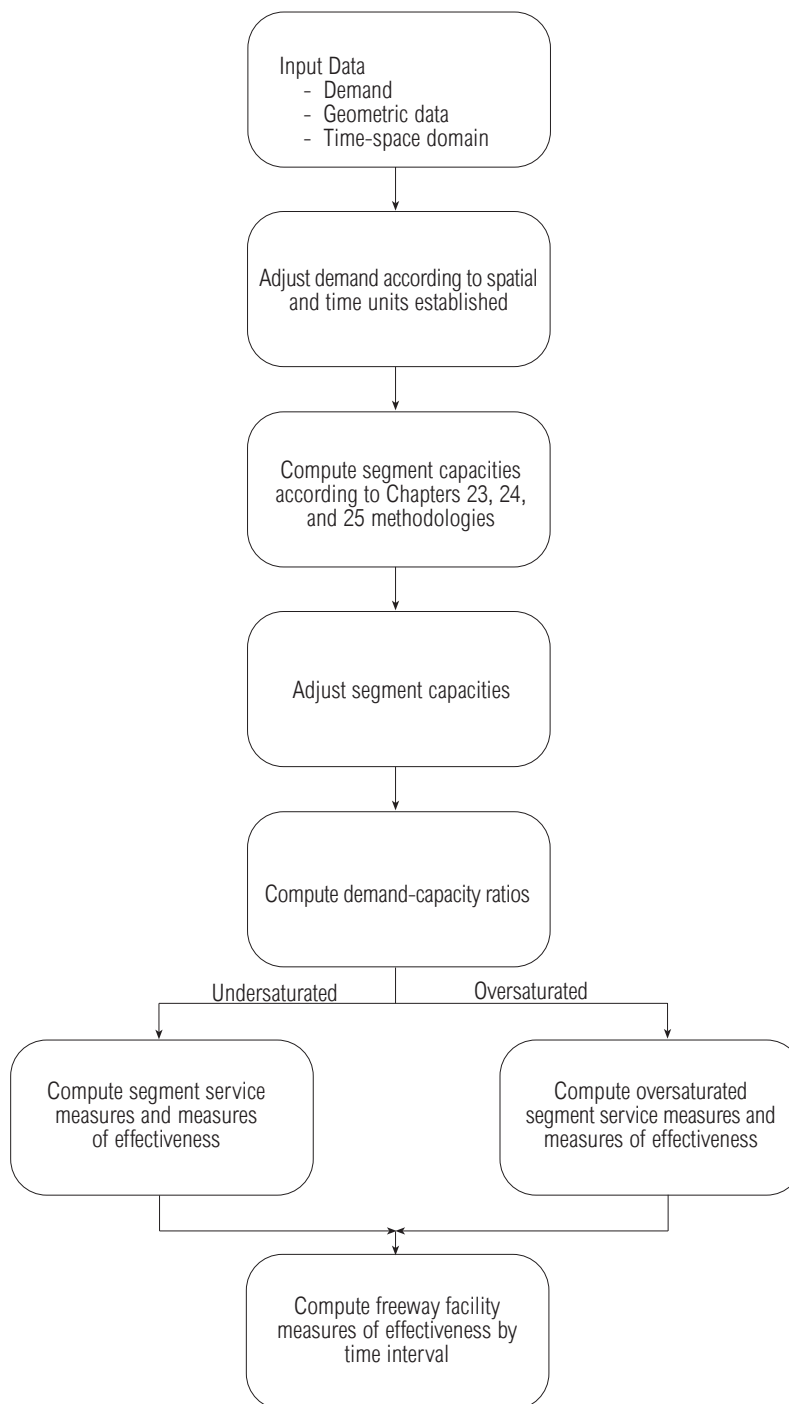 Input Data
- Demand
- Geometric data
- Time-space domain
Adjust demand according to spatial
and time units established
Compute segment capacities
according to Chapters 23, 24,
and 25 methodologies
Adjust segment capacities
Compute demand-capacity ratios
Undersaturated
Oversaturated
Compute segment service
measures and measures
of effectiveness
Compute oversaturated
segment service measures and
measures of effectiveness
Compute freeway facility
measures of effectiveness by
time interval